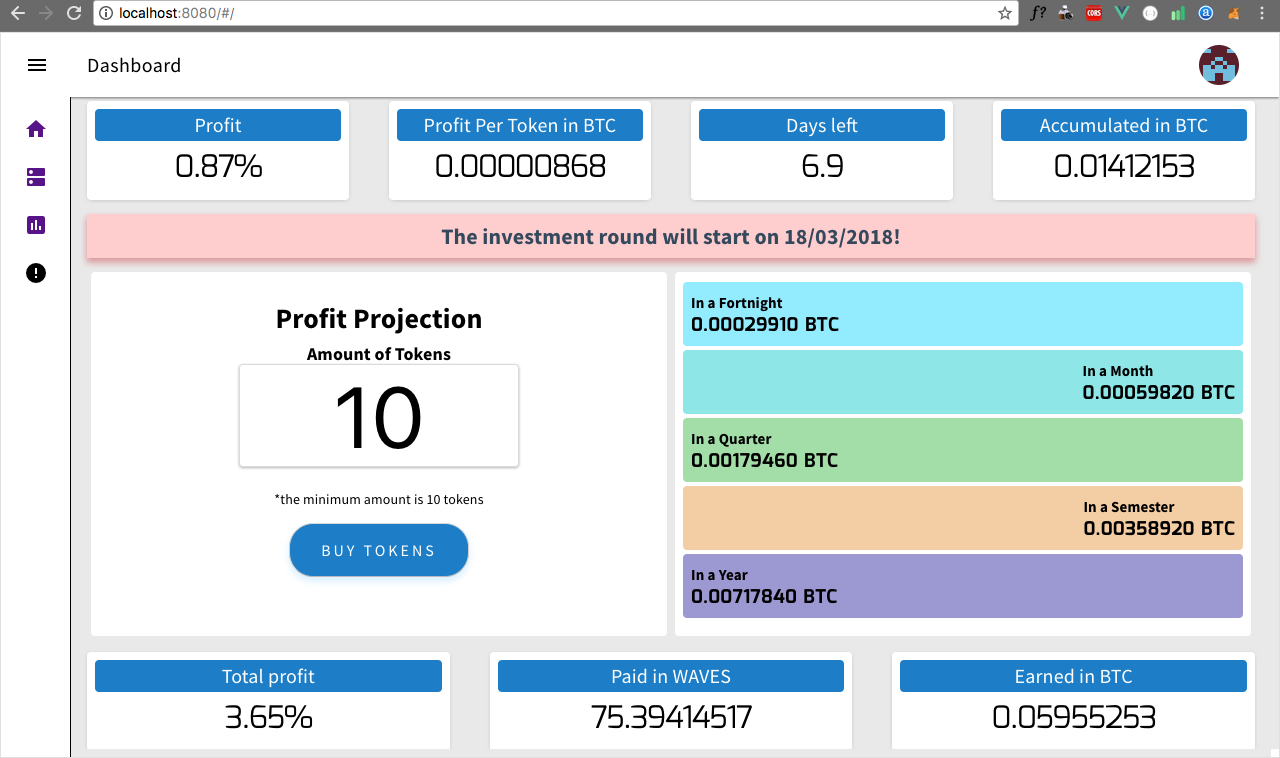 localhost:8080/#/
f?
CORS
a
Dashboard
Profit
0.87%
Profit Per Token in BTC
0.00000868
Days left
6.9
Accumulated in BTC
0.01412153
The investment round will start on 18/03/2018!
Profit Projection
Amount of Tokens
10
*the minimum amount is 10 tokens
BUY TOKENS
In a Fortnight
0.00029910 BTC
In a Month
0.00059820 BTC
In a Quarter
0.00179460 BTC
In a Semester
0.00358920 BTC
In a Year
0.00717840 BTC
Total profit
3.65%
Paid in WAVES
75.39414517
Earned in BTC
0.05955253